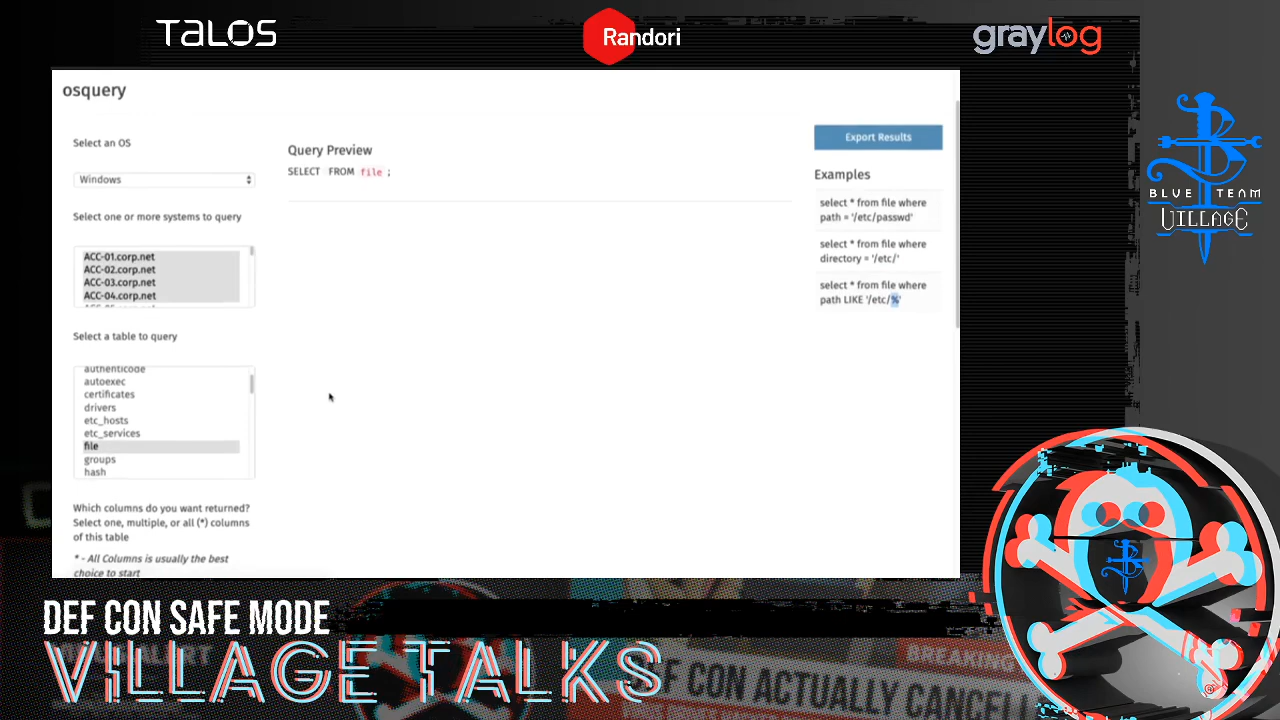 TALOS
Randori
graylog
osquery
Select an OS
Windows
Select one or more systems to query
ACC-01.corp.net
ACC-02.corp.net
ACC-03.corp.net
ACC-04.corp.net
Select a table to query
authenticode
autoexec
certificates
drivers
etc_hosts
etc_services
file
groups
hash
Which columns do you want returned?
Select one, multiple, or all (*) columns
of this table
* - All Columns is usually the best
choice to start
Query Preview
SELECT FROM file ;
Export Results
Examples
select * from file where
path = '/etc/passwd'
select * from file where
directory = '/etc/'
select * from file where
path LIKE '/etc/%'
BLUE TEAM
VILLAGE
DEF CON SAFE MODE
VILLAGE TALKS
BREAKING
DEF CON ACTUALLY CANCELL